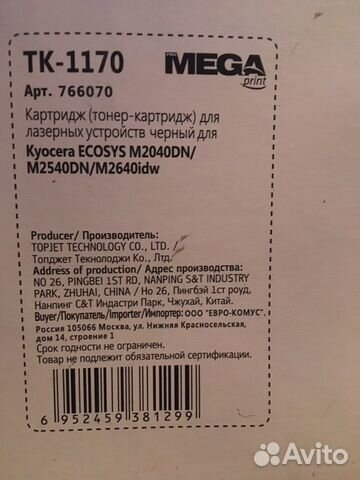 TK-1170
MEGA
print
Арт. 766070
Картридж (тонер-картридж) для
лазерных устройств черный для
Kyocera ECOSYS M2040DN/
M2540DN/M2640idw
Producer/ Производитель:
TOPJET TECHNOLOGY CO., LTD. /
Топджет Текнолоджи Ко., Лтд.
Address of production/ Адрес производства:
NO 26, PINGBEI 1ST RD, NANPING S&T INDUSTRY
PARK, ZHUHAI, CHINA / Но 26, Пингбэй 1ст роуд,
Нанпинг С&Т Индастри Парк, Чжухай, Китай.
Buyer/Покупатель/Importer/Импортер: ООО "ЕВРО-КОМУС",
Россия 105066 Москва, ул. Нижняя Красносельская,
дом 14, строение 1
Срок годности не ограничен.
Товар не подлежит обязательной сертификации.
6 952459 381299
Avito